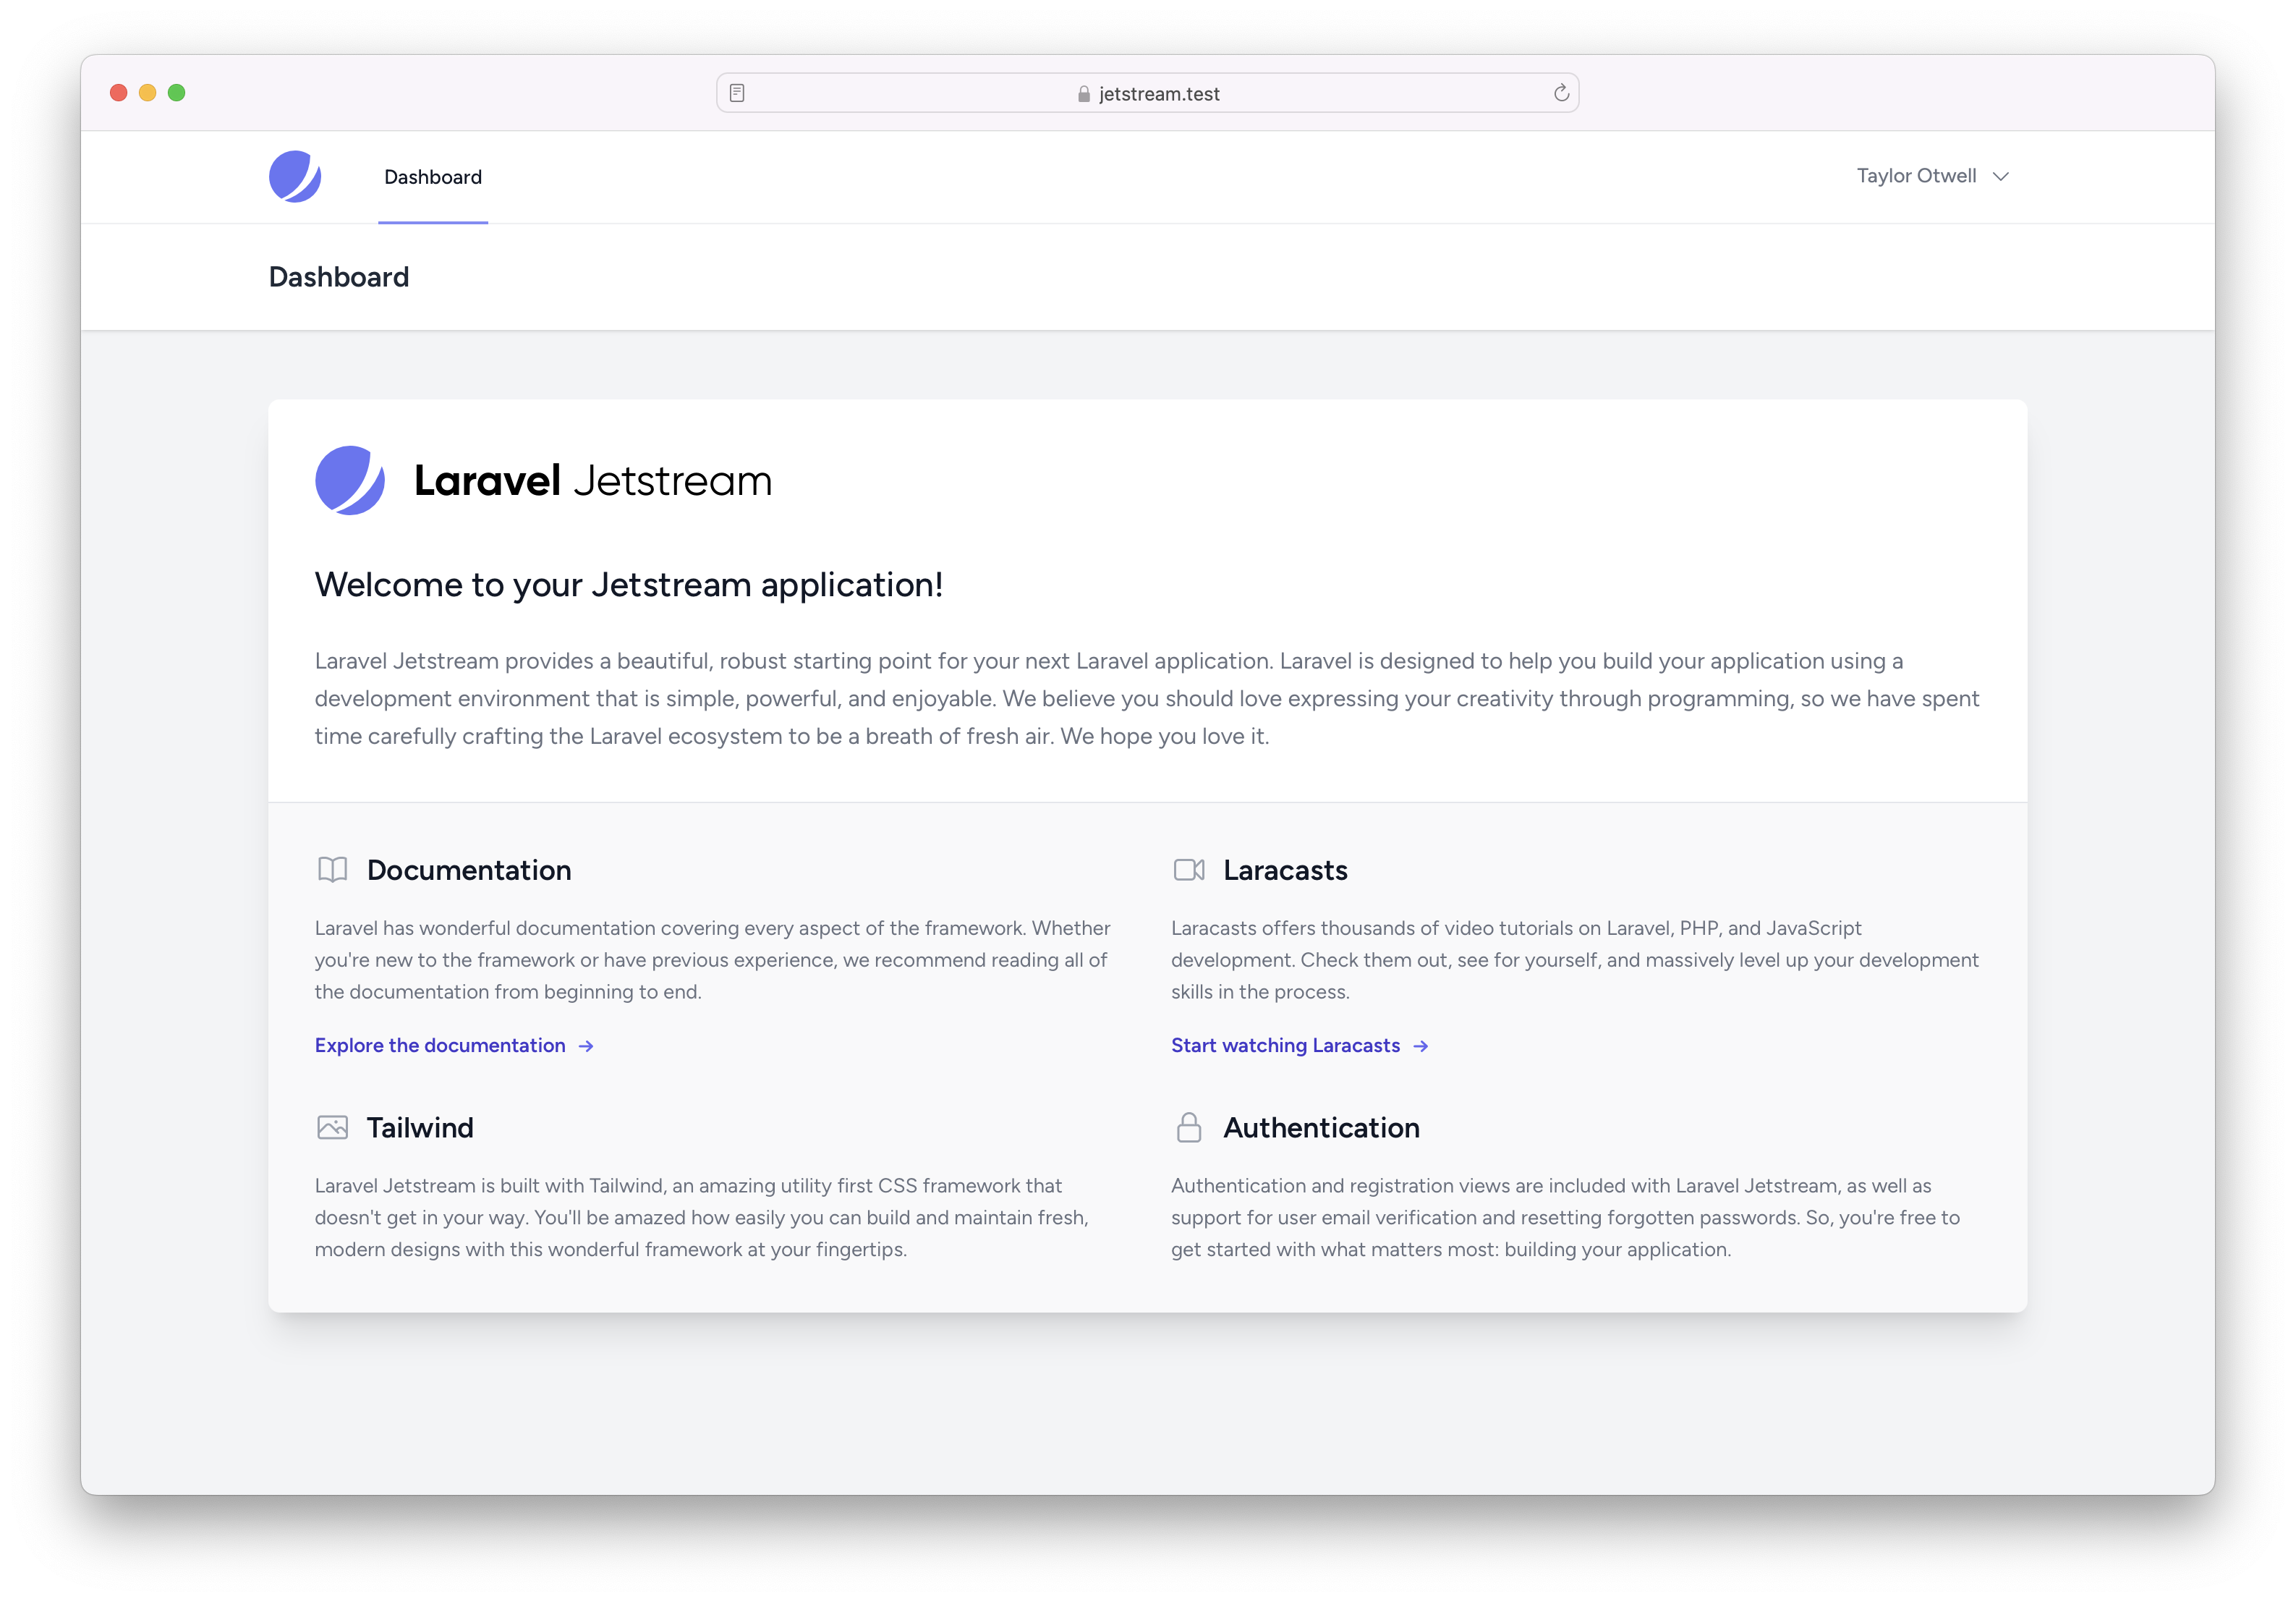 jetstream.test
Dashboard
Taylor Otwell
Dashboard
Laravel Jetstream
Welcome to your Jetstream application!
Laravel Jetstream provides a beautiful, robust starting point for your next Laravel application. Laravel is designed to help you build your application using a
development environment that is simple, powerful, and enjoyable. We believe you should love expressing your creativity through programming, so we have spent
time carefully crafting the Laravel ecosystem to be a breath of fresh air. We hope you love it.
Documentation
Laravel has wonderful documentation covering every aspect of the framework. Whether
you're new to the framework or have previous experience, we recommend reading all of
the documentation from beginning to end.
Explore the documentation →
Laracasts
Laracasts offers thousands of video tutorials on Laravel, PHP, and JavaScript
development. Check them out, see for yourself, and massively level up your development
skills in the process.
Start watching Laracasts →
Tailwind
Laravel Jetstream is built with Tailwind, an amazing utility first CSS framework that
doesn't get in your way. You'll be amazed how easily you can build and maintain fresh,
modern designs with this wonderful framework at your fingertips.
Authentication
Authentication and registration views are included with Laravel Jetstream, as well as
support for user email verification and resetting forgotten passwords. So, you're free to
get started with what matters most: building your application.